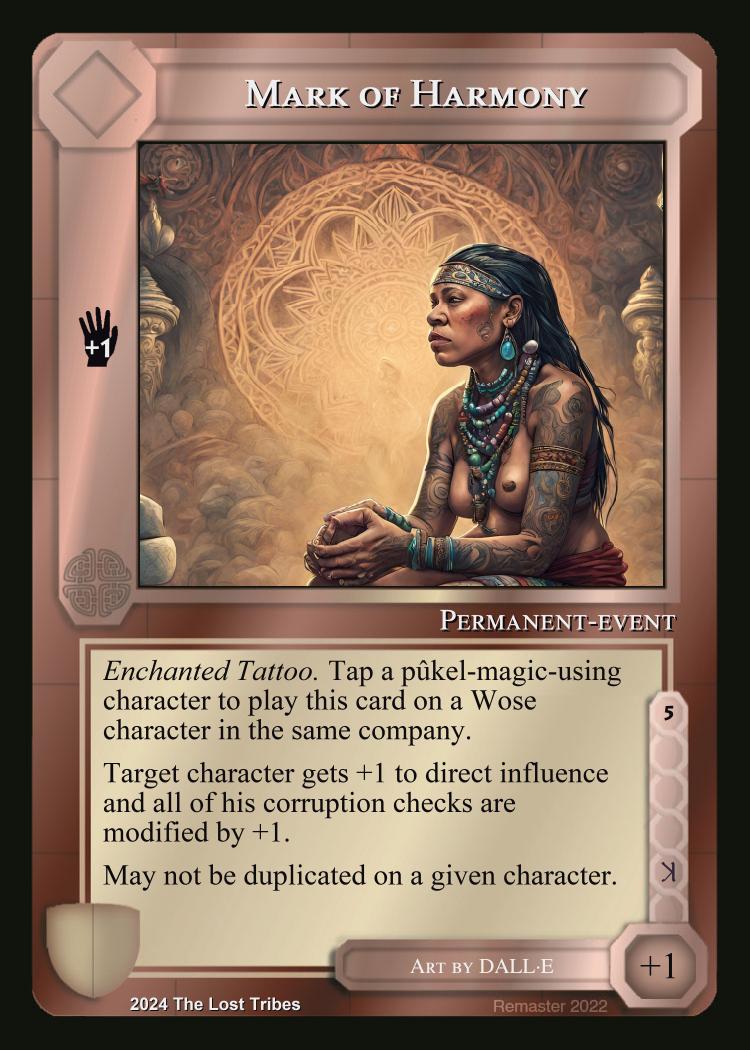 Mark of Harmony
+1
Permanent-event
Enchanted Tattoo. Tap a pûkel-magic-using
character to play this card on a Wose
character in the same company.
Target character gets +1 to direct influence
and all of his corruption checks are
modified by +1.
May not be duplicated on a given character.
5
Art by DALL·E
+1
2024 The Lost Tribes
Remaster 2022